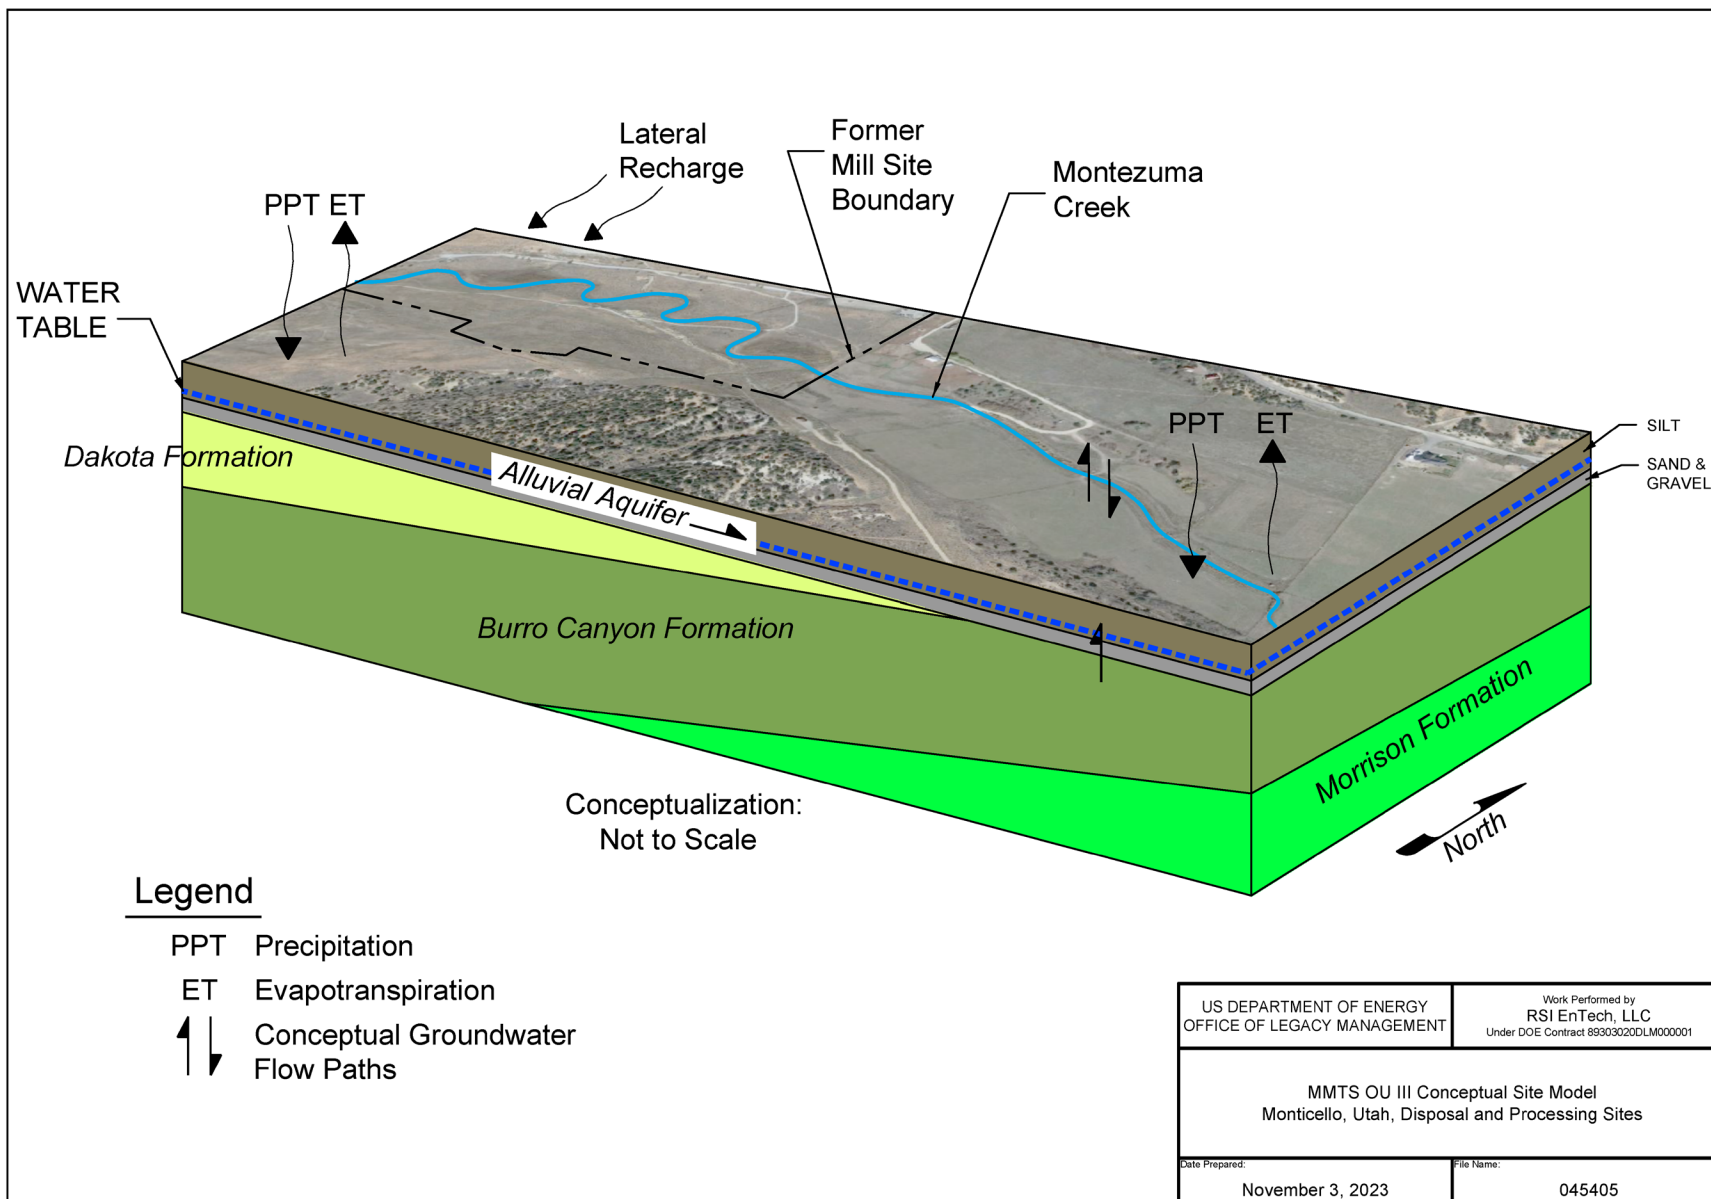 Lateral
Recharge
Former
Mill Site
Boundary
Montezuma
Creek
PPT ET
WATER
TABLE
PPT ET
SILT
SAND &
GRAVEL
Dakota Formation
Alluvial Aquifer
Burro Canyon Formation
Morrison Formation
North
Conceptualization:
Not to Scale
Legend
PPT Precipitation
ET Evapotranspiration
Conceptual Groundwater
Flow Paths
US DEPARTMENT OF ENERGY
OFFICE OF LEGACY MANAGEMENT
Work Performed by
RSI EnTech, LLC
Under DOE Contract 89303020DLM000001
MMTS OU III Conceptual Site Model
Monticello, Utah, Disposal and Processing Sites
Date Prepared:
November 3, 2023
File Name:
045405